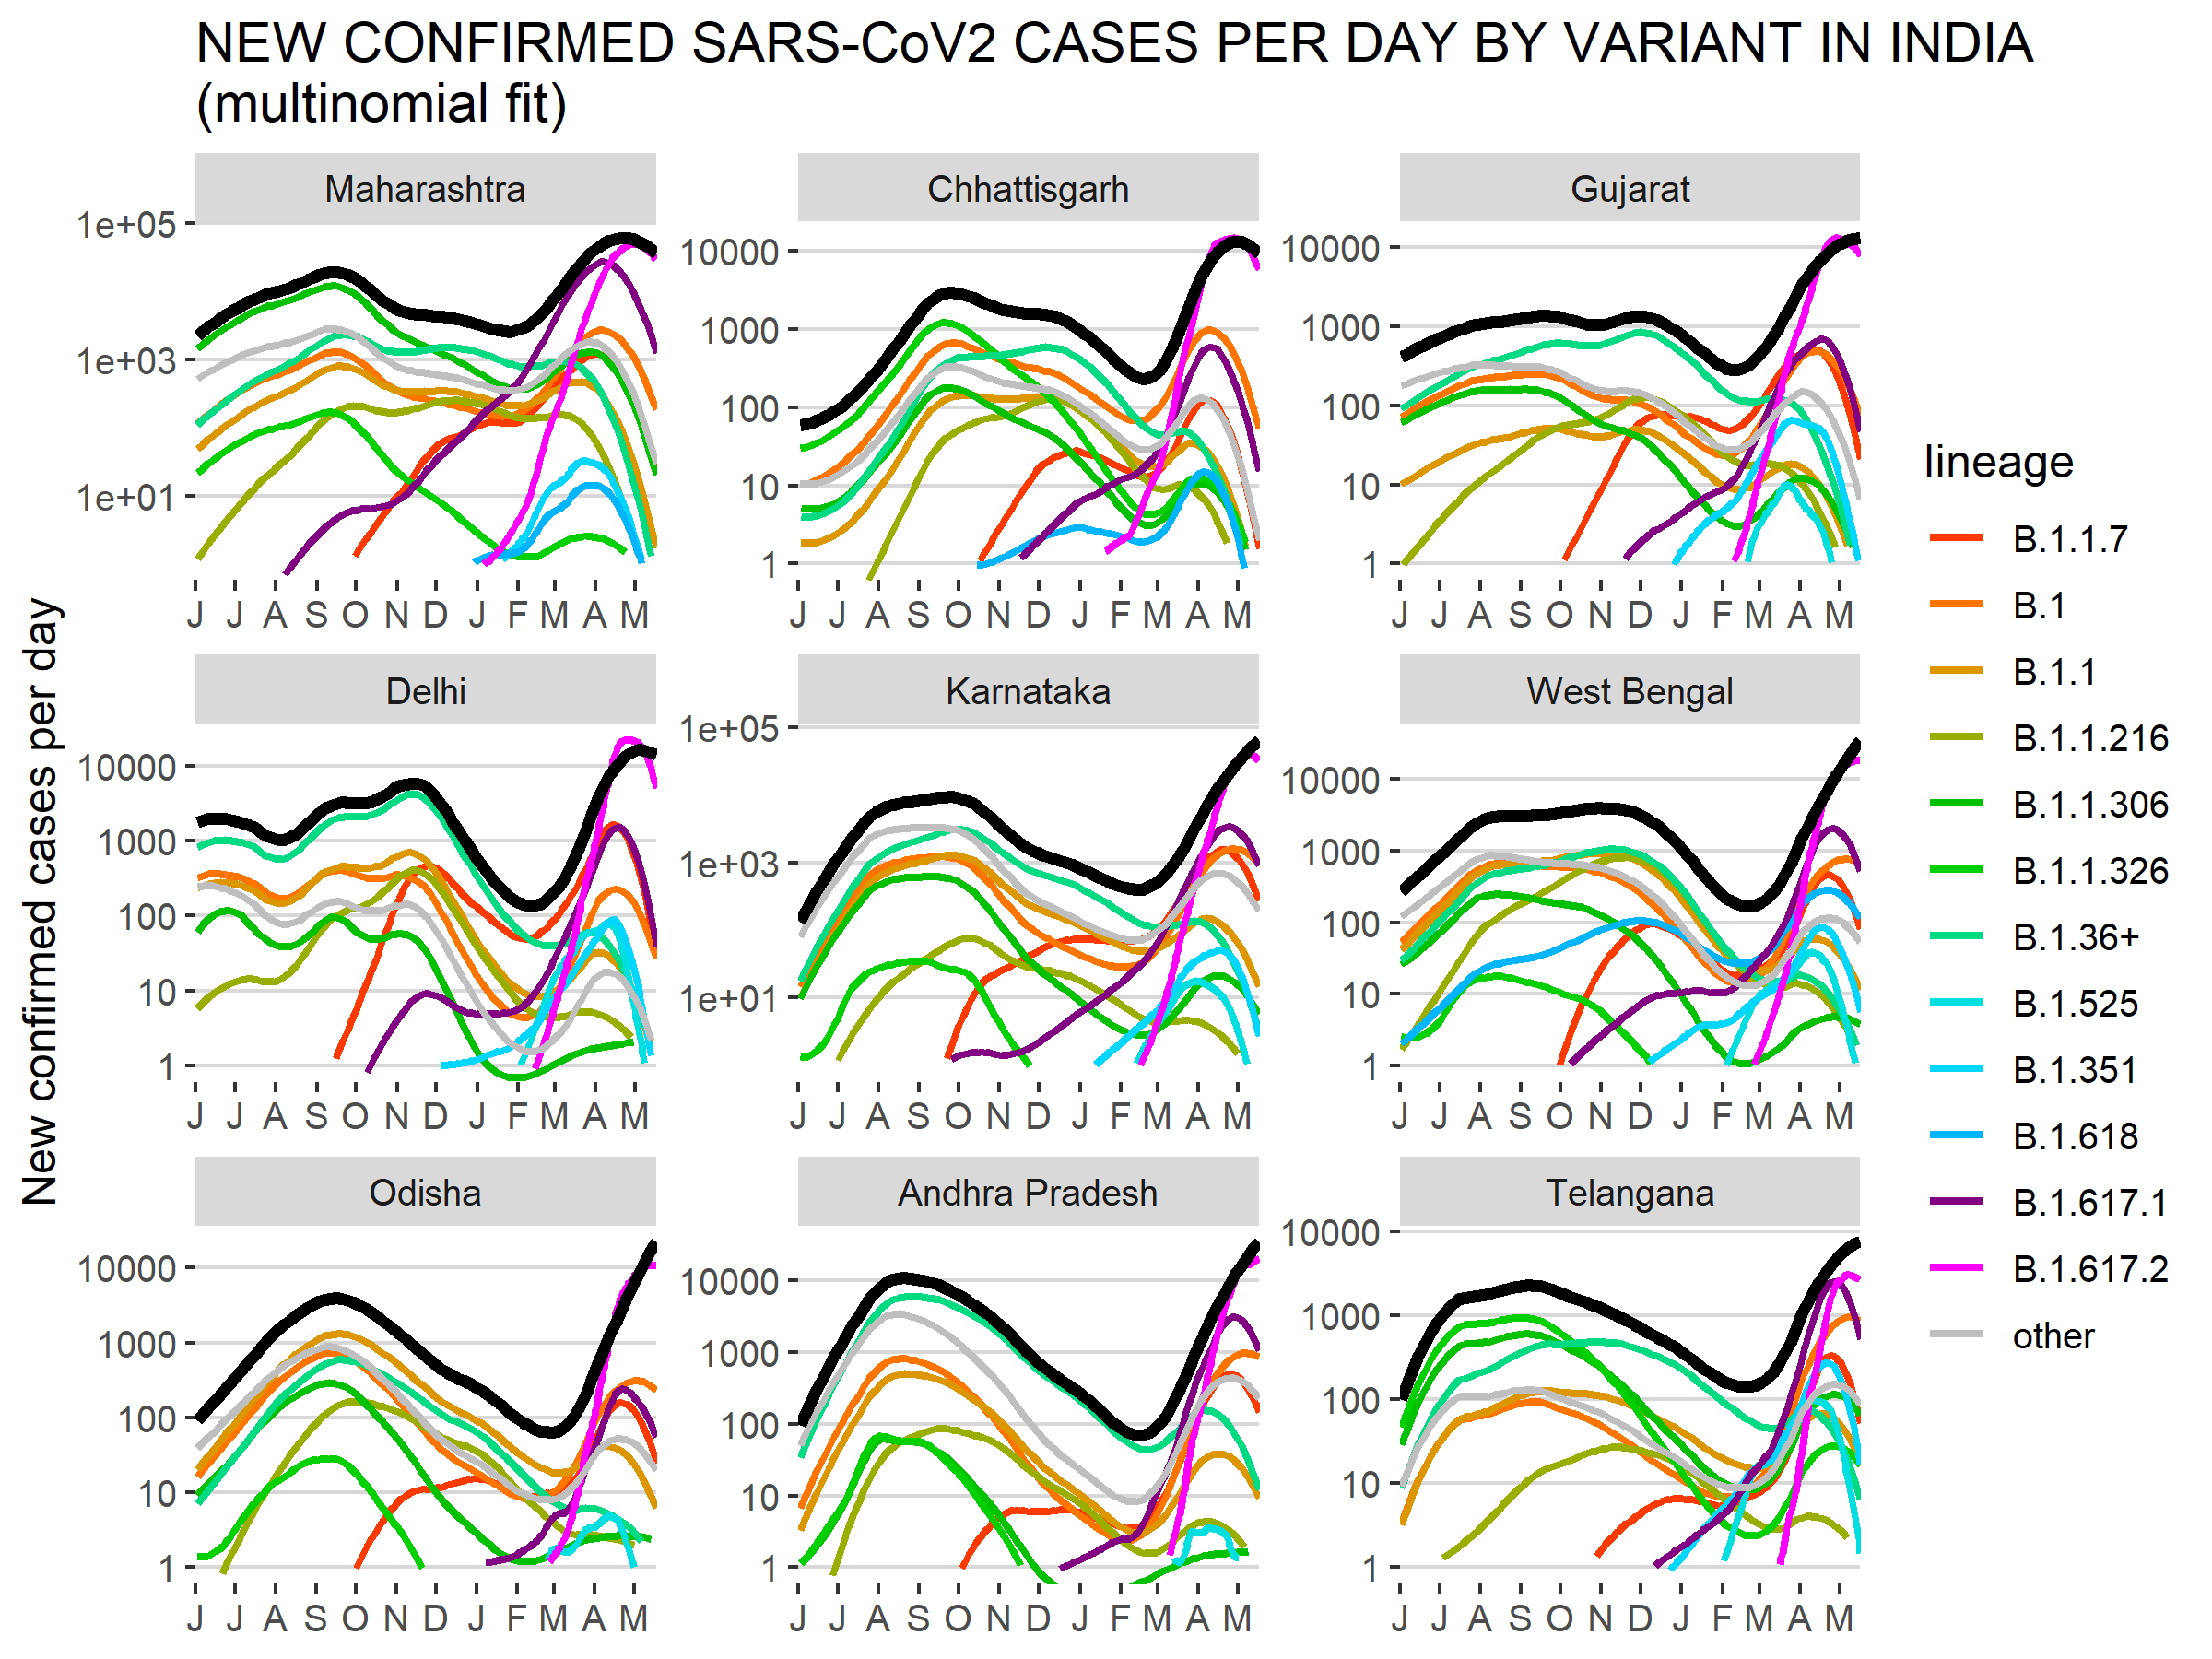 NEW CONFIRMED SARS-CoV2 CASES PER DAY BY VARIANT IN INDIA
(multinomial fit)
New confirmed cases per day
Maharashtra
1e+05
1e+03
1e+01
J J A S O N D J F M A M
Chhattisgarh
10000
1000
100
10
1
J J A S O N D J F M A M
Gujarat
10000
1000
100
10
1
J J A S O N D J F M A M
Delhi
10000
1000
100
10
1
J J A S O N D J F M A M
Karnataka
1e+05
1e+03
1e+01
J J A S O N D J F M A M
West Bengal
10000
1000
100
10
1
J J A S O N D J F M A M
Odisha
10000
1000
100
10
1
J J A S O N D J F M A M
Andhra Pradesh
10000
1000
100
10
1
J J A S O N D J F M A M
Telangana
10000
1000
100
10
1
J J A S O N D J F M A M
lineage
B.1.1.7
B.1
B.1.1
B.1.1.216
B.1.1.306
B.1.1.326
B.1.36+
B.1.525
B.1.351
B.1.618
B.1.617.1
B.1.617.2
other